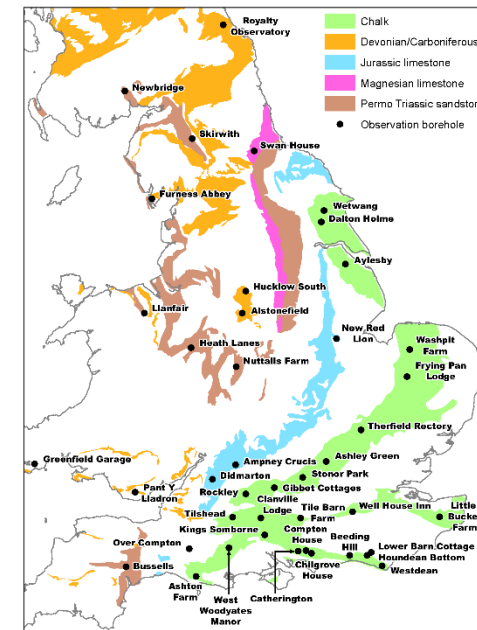 Chalk
Devonian/Carboniferous
Jurassic limestone
Magnesian limestone
Permo Triassic sandston
Observation borehole
Royalty
Observatory
Newbridge
Skirwith
Swan House
Furness Abbey
Wetwang
Dalton Holme
Aylesby
Hucklow South
Alstonefield
Llanfair
New Red
Lion
Heath Lanes
Nuttalls Farm
Washpit
Farm
Frying Pan
Lodge
Therfield Rectory
Greenfield Garage
Pant Y
Lladron
Ampney Crucis
Didmarton
Ashley Green
Stonor Park
Rockley
Gibbot Cottages
Clanville
Lodge
Tile Barn
Farm
Well House Inn
Little
Bucket
Farm
Tilshead
Kings Somborne
Compton
House
Beeding
Hill
Lower Barn Cottage
Houndean Bottom
Westdean
Over Compton
Bussells
Chilgrove
House
Ashton
Farm
West
Woodyates
Manor
Catherington